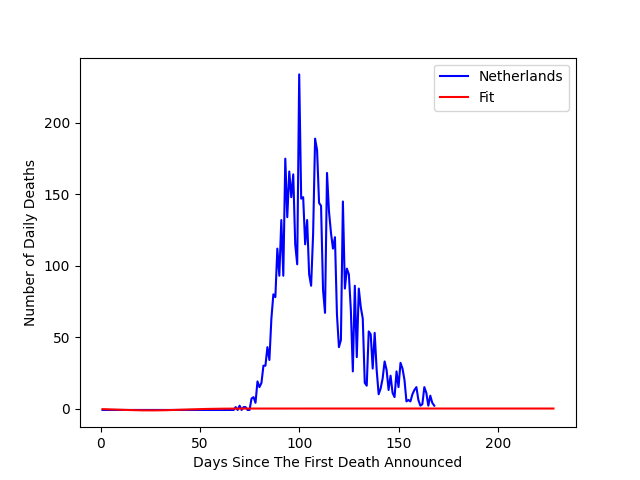 Netherlands
Fit
Number of Daily Deaths
200
150
100
50
0
0 50 100 150 200
Days Since The First Death Announced